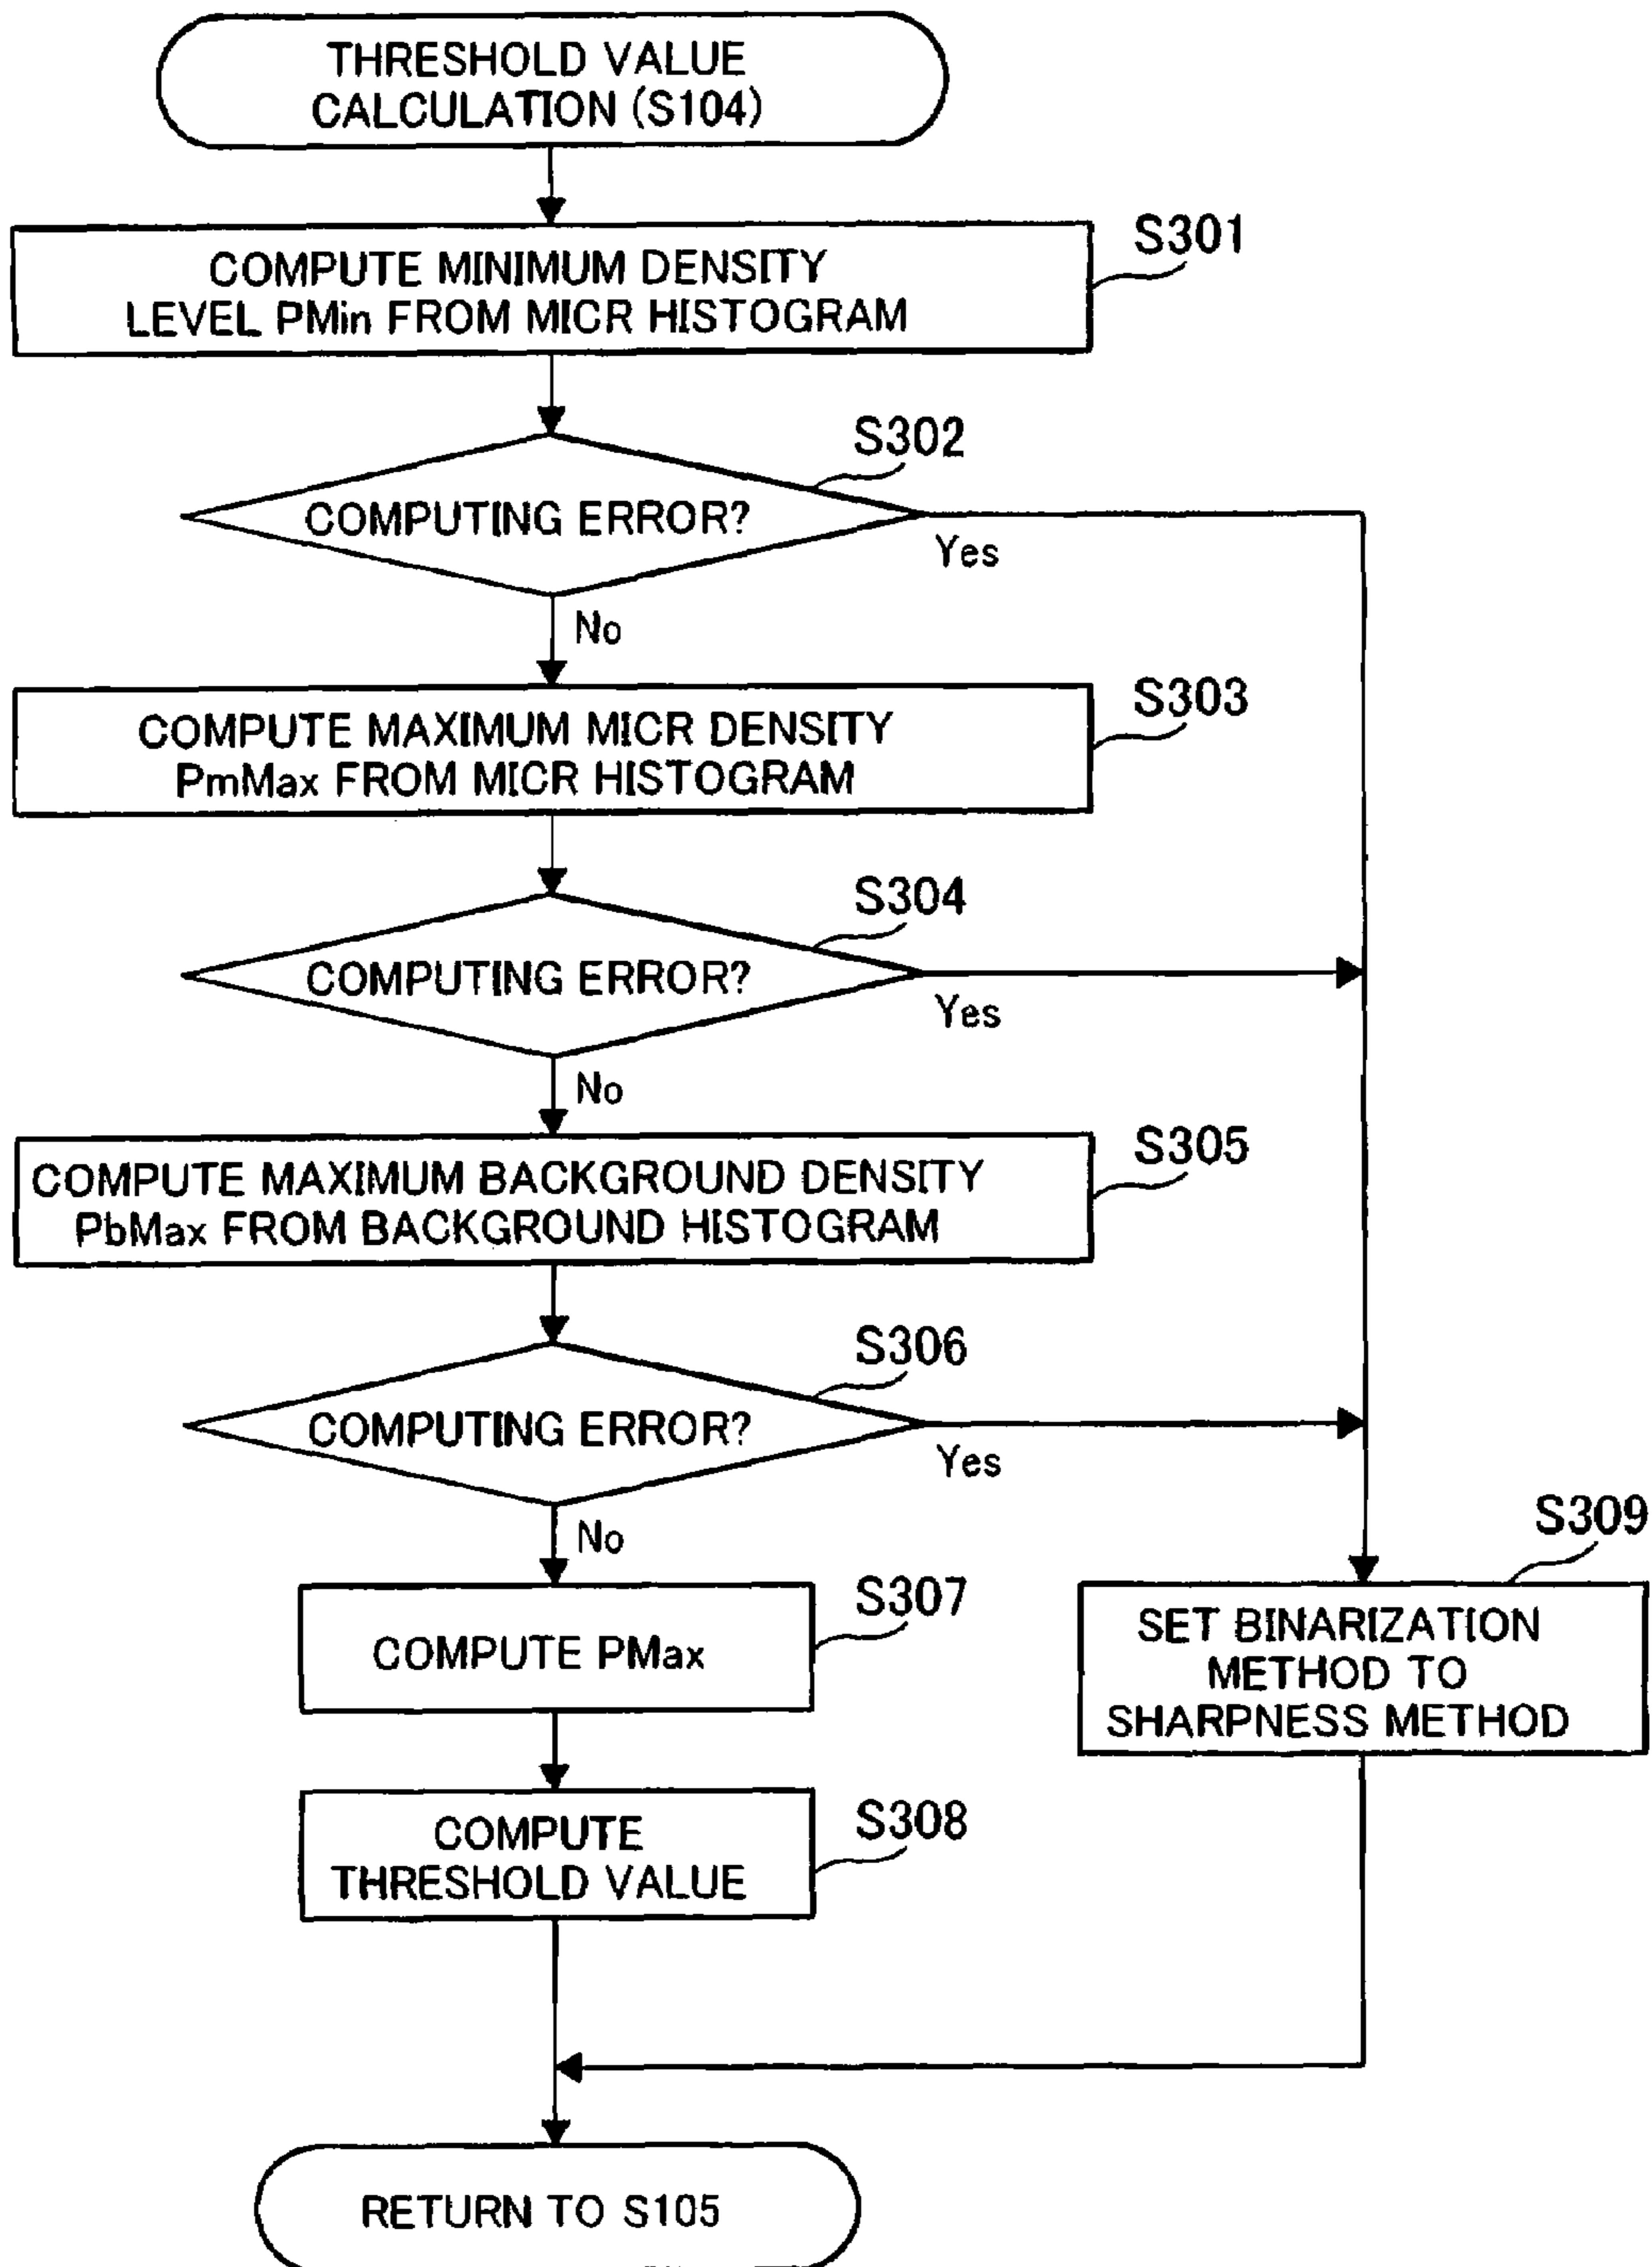 THRESHOLD VALUE
CALCULATION (S104)
S301
COMPUTE MINIMUM DENSITY
LEVEL PMin FROM MICR HISTOGRAM
S302
COMPUTING ERROR?
Yes
No
S303
COMPUTE MAXIMUM MICR DENSITY
PmMax FROM MICR HISTOGRAM
S304
COMPUTING ERROR?
Yes
No
S305
COMPUTE MAXIMUM BACKGROUND DENSITY
PbMax FROM BACKGROUND HISTOGRAM
S306
COMPUTING ERROR?
Yes
No
S307
COMPUTE PMax
S309
SET BINARIZATION
METHOD TO
SHARPNESS METHOD
S308
COMPUTE
THRESHOLD VALUE
RETURN TO S105